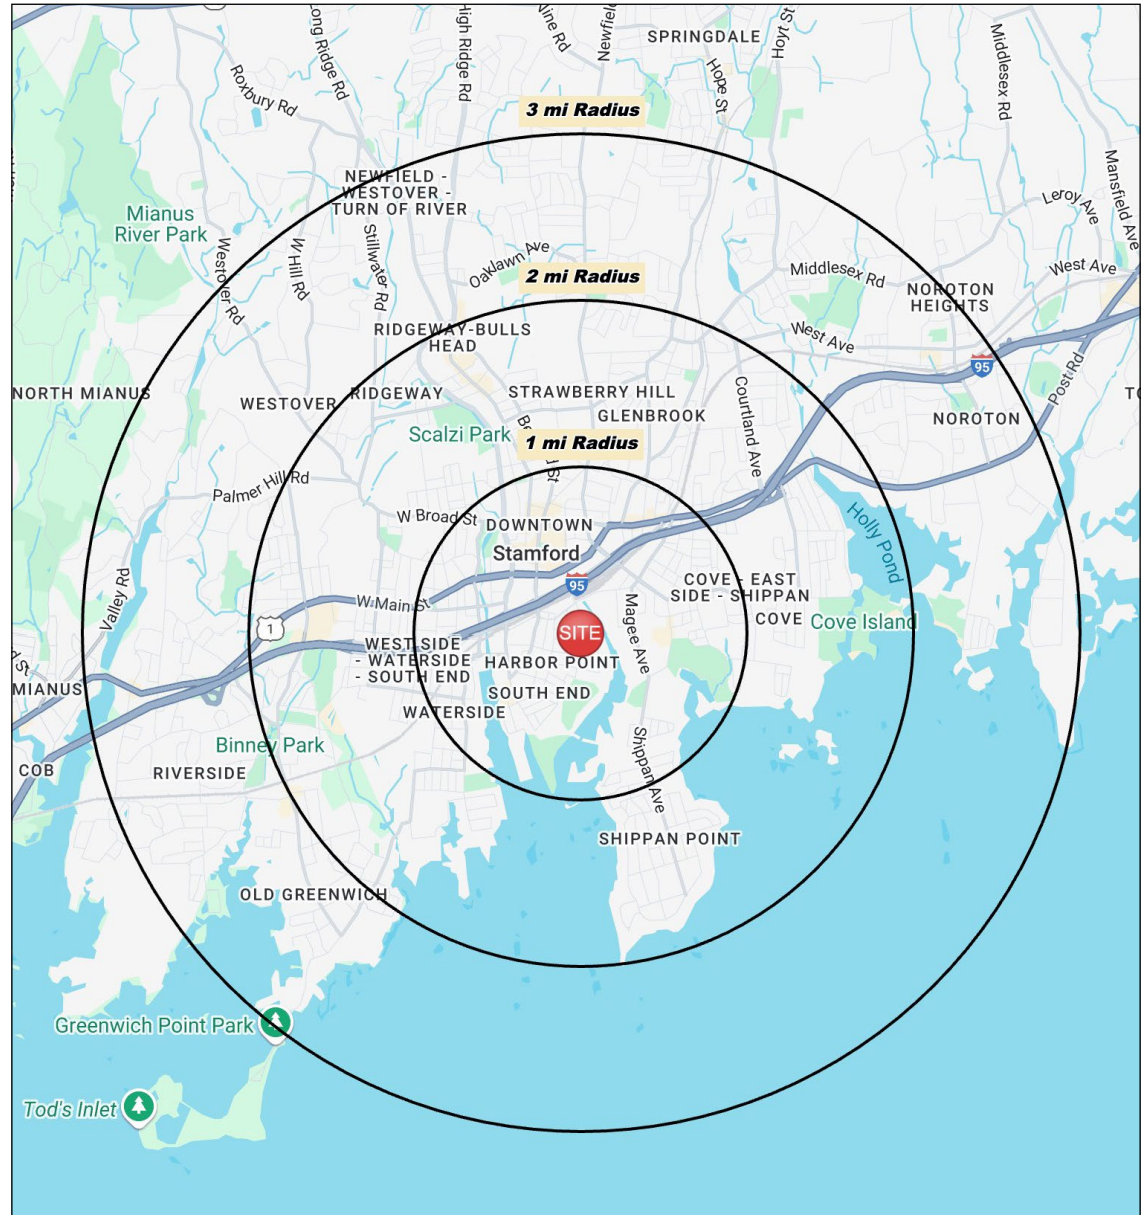 Long Ridge Rd
High Ridge Rd
Vine Rd
Newfield
SPRINGDALE
Hoyt St
Hope St
Middlesex Rd
Roxbury Rd
3 mi Radius
Mansfield Ave
NEWFIELD -
WESTOVER -
TURN OF RIVER
Leroy Ave
Mianus
River Park
Westover Rd
W Hill Rd
Stillwater Rd
Oaklawn Ave
2 mi Radius
Middlesex Rd
West Ave
NOROTON
HEIGHTS
RIDGEWAY-BULLS
HEAD
West Ave
95
Post Rd
NORTH MIANUS
WESTOVER
RIDGEWAY
STRAWBERRY HILL
GLENBROOK
Courtland Ave
NOROTON
Scalzi Park
1 mi Radius
Palmer Hill Rd
W Broad St
DOWNTOWN
Stamford
Holly Pond
95
COVE - EAST
SIDE - SHIPPAN
COVE
Cove Island
Valley Rd
W Main St
1
SITE
Magee Ave
WEST SIDE
- WATERSIDE
- SOUTH END
HARBOR POINT
MIANUS
SOUTH END
WATERSIDE
Binney Park
COB
RIVERSIDE
Shippan Ave
SHIPPAN POINT
OLD GREENWICH
Greenwich Point Park
Tod's Inlet